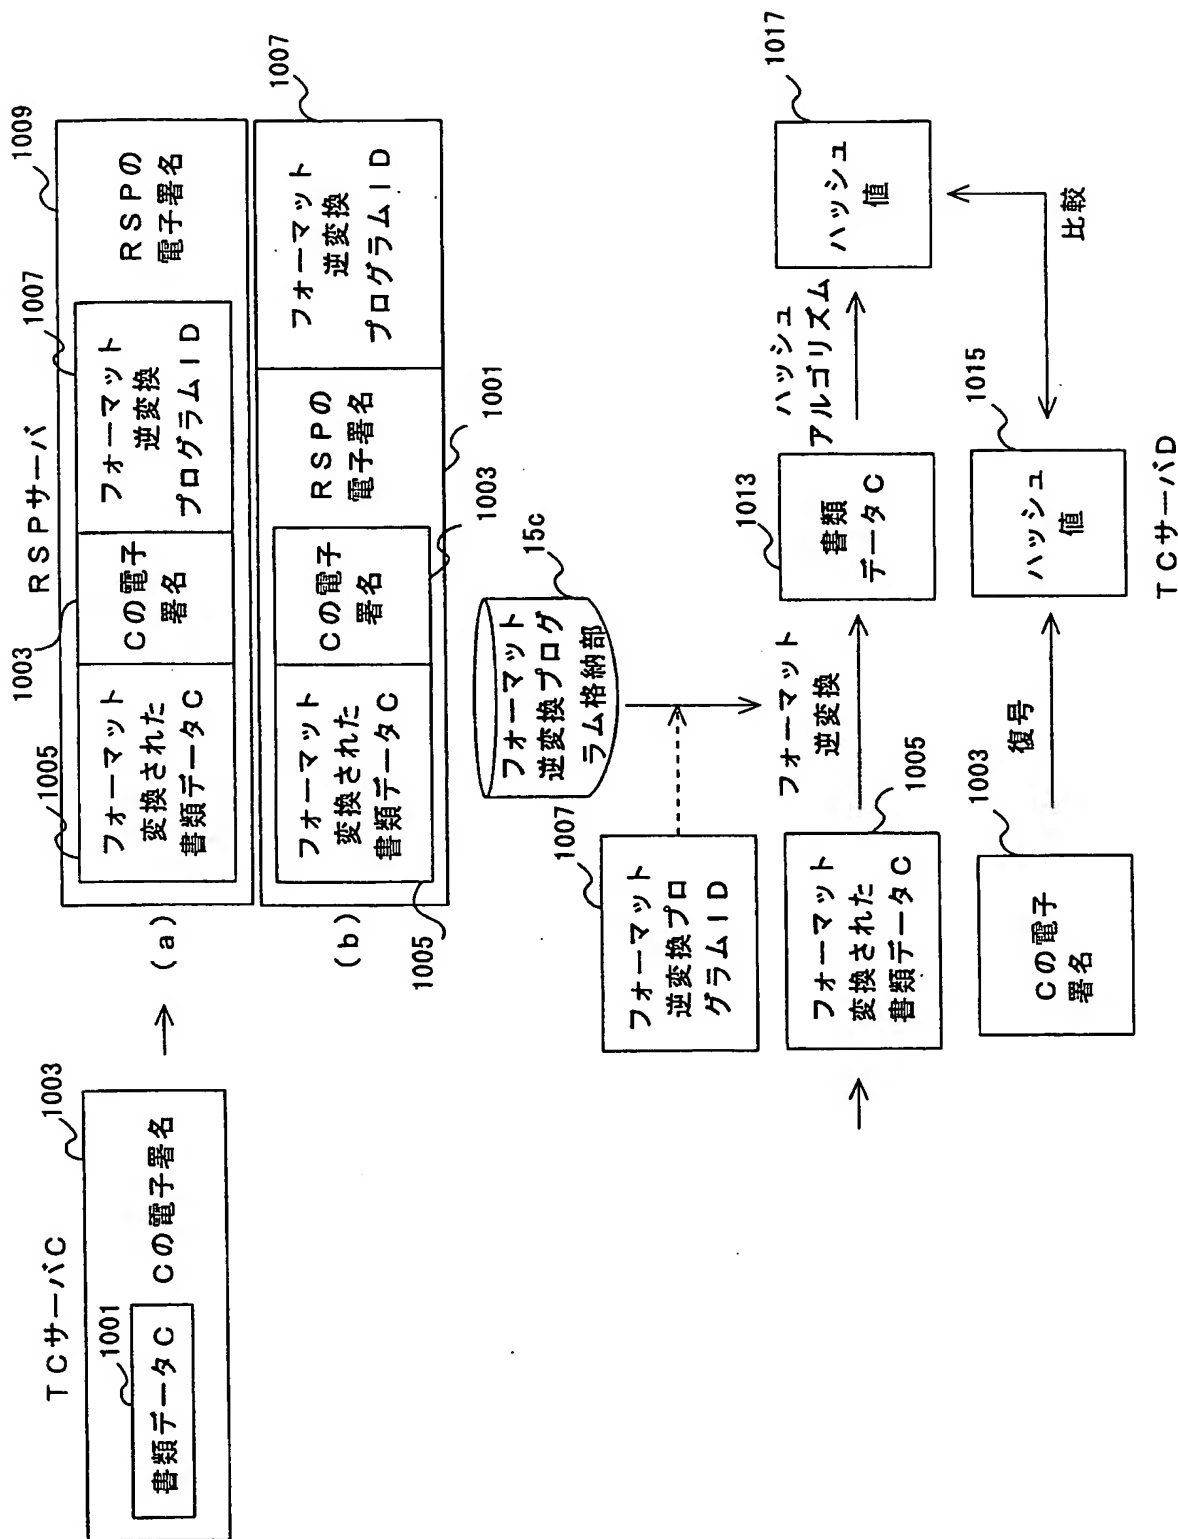 TCサーバC
1003
1001
書類データC
Cの電子署名
RSPサーバ
1009
1005
1003
1007
(a)
フォーマット
変換された
書類データC
Cの電子
署名
フォーマット
逆変換
プログラムID
RSPの
電子署名
(b)
フォーマット
変換された
書類データC
Cの電子
署名
RSPの
電子署名
フォーマット
逆変換
プログラムID
1007
1001
1003
1005
15c
フォーマット
逆変換プログ
ラム格納部
1007
フォーマット
逆変換プロ
グラムID
フォーマット
逆変換
1005
フォーマット
変換された
書類データC
1013
書類
データC
ハッシュ
アルゴリズム
1017
ハッシュ
値
1003
Cの電子
署名
復号
1015
ハッシュ
値
比較
TCサーバD